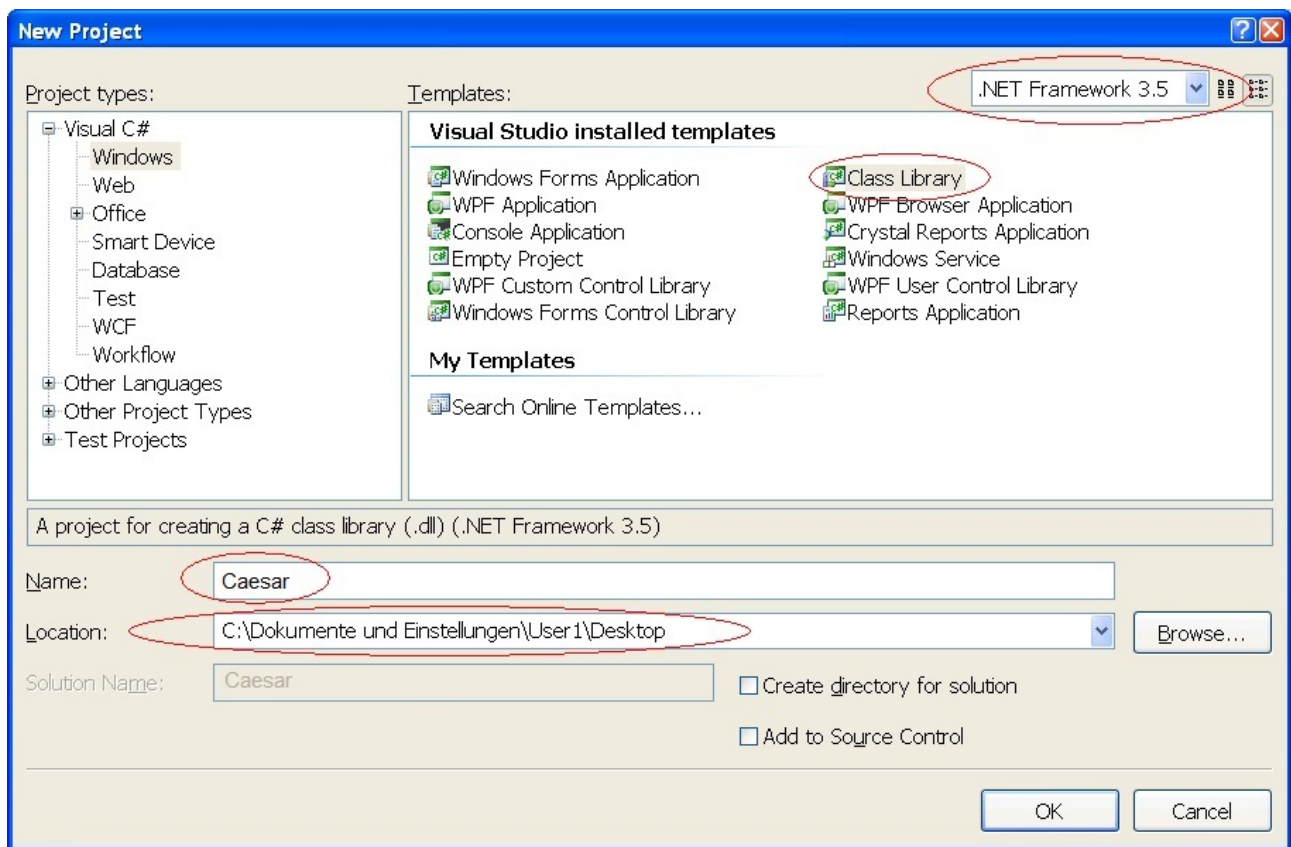 New Project
Project types:
Templates:
.NET Framework 3.5
Visual C#
Windows
Web
Office
Smart Device
Database
Test
WCF
Workflow
Other Languages
Other Project Types
Test Projects
Visual Studio installed templates
Windows Forms Application
Class Library
WPF Application
WPF Browser Application
Console Application
Crystal Reports Application
Empty Project
Windows Service
WPF Custom Control Library
WPF User Control Library
Windows Forms Control Library
Reports Application
My Templates
Search Online Templates...
A project for creating a C# class library (.dll) (.NET Framework 3.5)
Name:
Caesar
Location:
C:\Dokumente und Einstellungen\User1\Desktop
Browse...
Solution Name:
Caesar
Create directory for solution
Add to Source Control
OK
Cancel